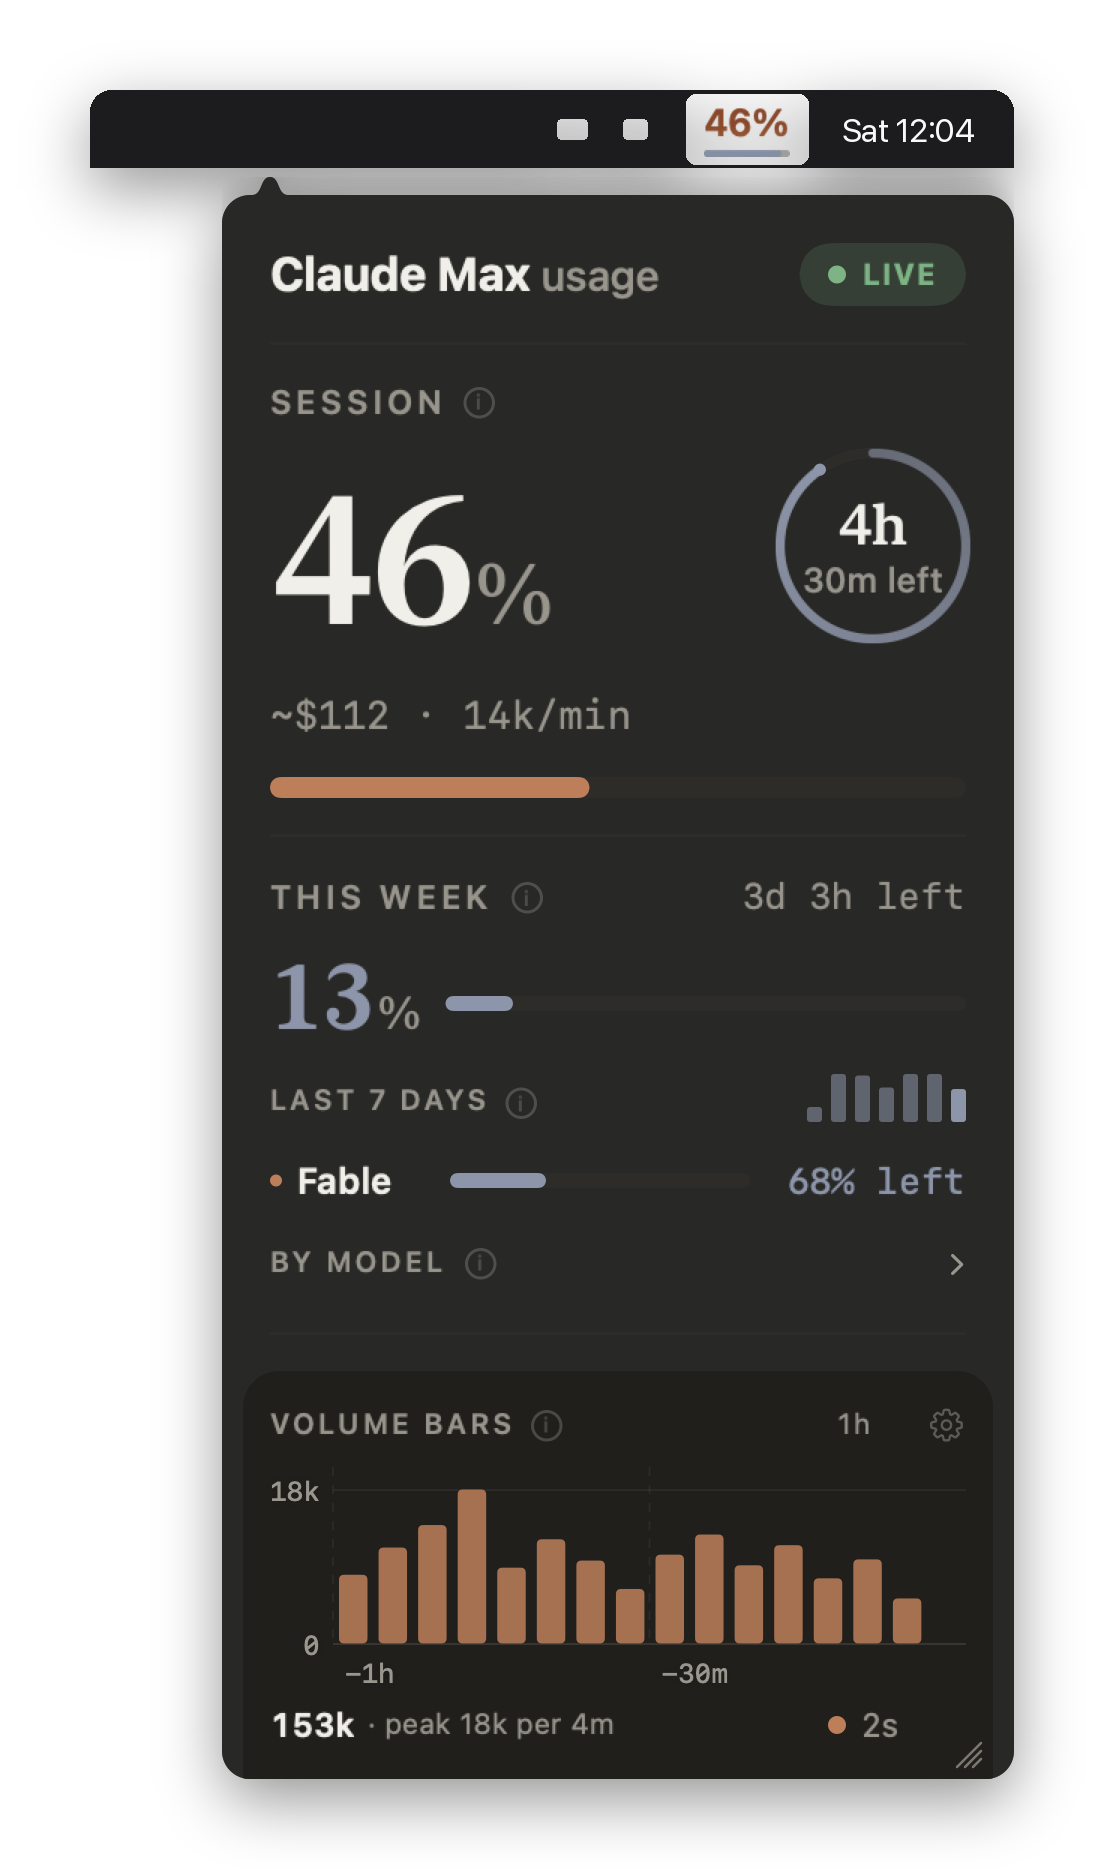 46% Sat 12:04
Claude Max usage LIVE
SESSION
46%
4h
30m left
~$112 · 14k/min
THIS WEEK 3d 3h left
13%
LAST 7 DAYS
Fable 68% left
BY MODEL
VOLUME BARS 1h
18k
0
−1h −30m
153k · peak 18k per 4m 2s